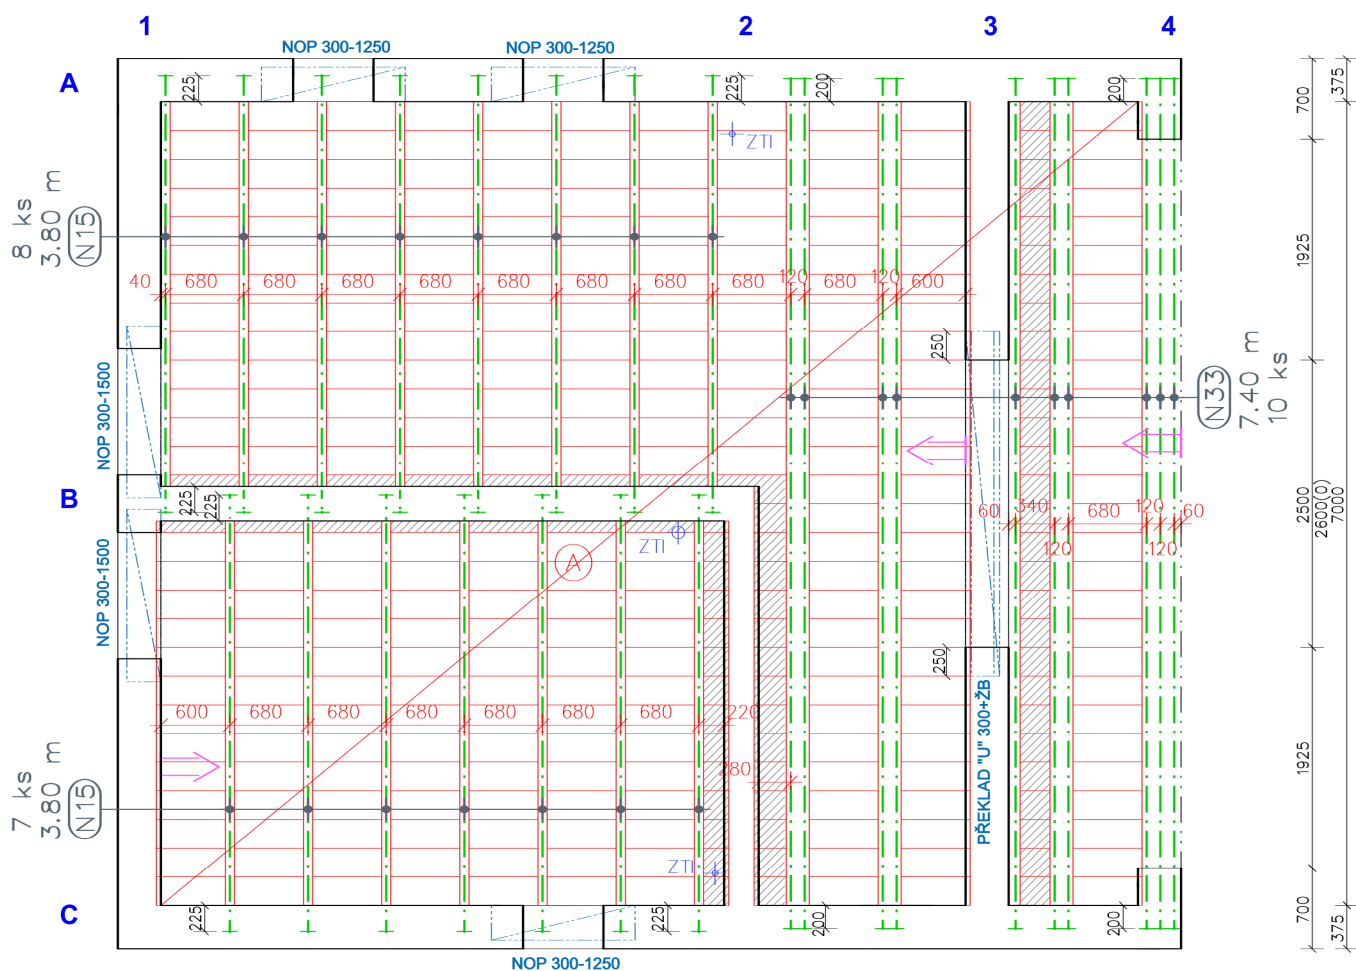 1
2
3
4
NOP 300-1250
NOP 300-1250
A
225
225
200
200
700
375
ZTI
8 ks
3.80 m
N15
1925
40
680
680
680
680
680
680
680
680
120
680
120
600
250
NOP 300-1500
N33
7.40 m
10 ks
B
225
225
60
340
120
680
120
120
60
2500
2600(0)
7000
ZTI
A
NOP 300-1500
250
PŘEKLAD "U" 300+ŽB
600
680
680
680
680
680
680
220
280
7 ks
3.80 m
N15
1925
ZTI
C
225
225
200
200
700
375
NOP 300-1250